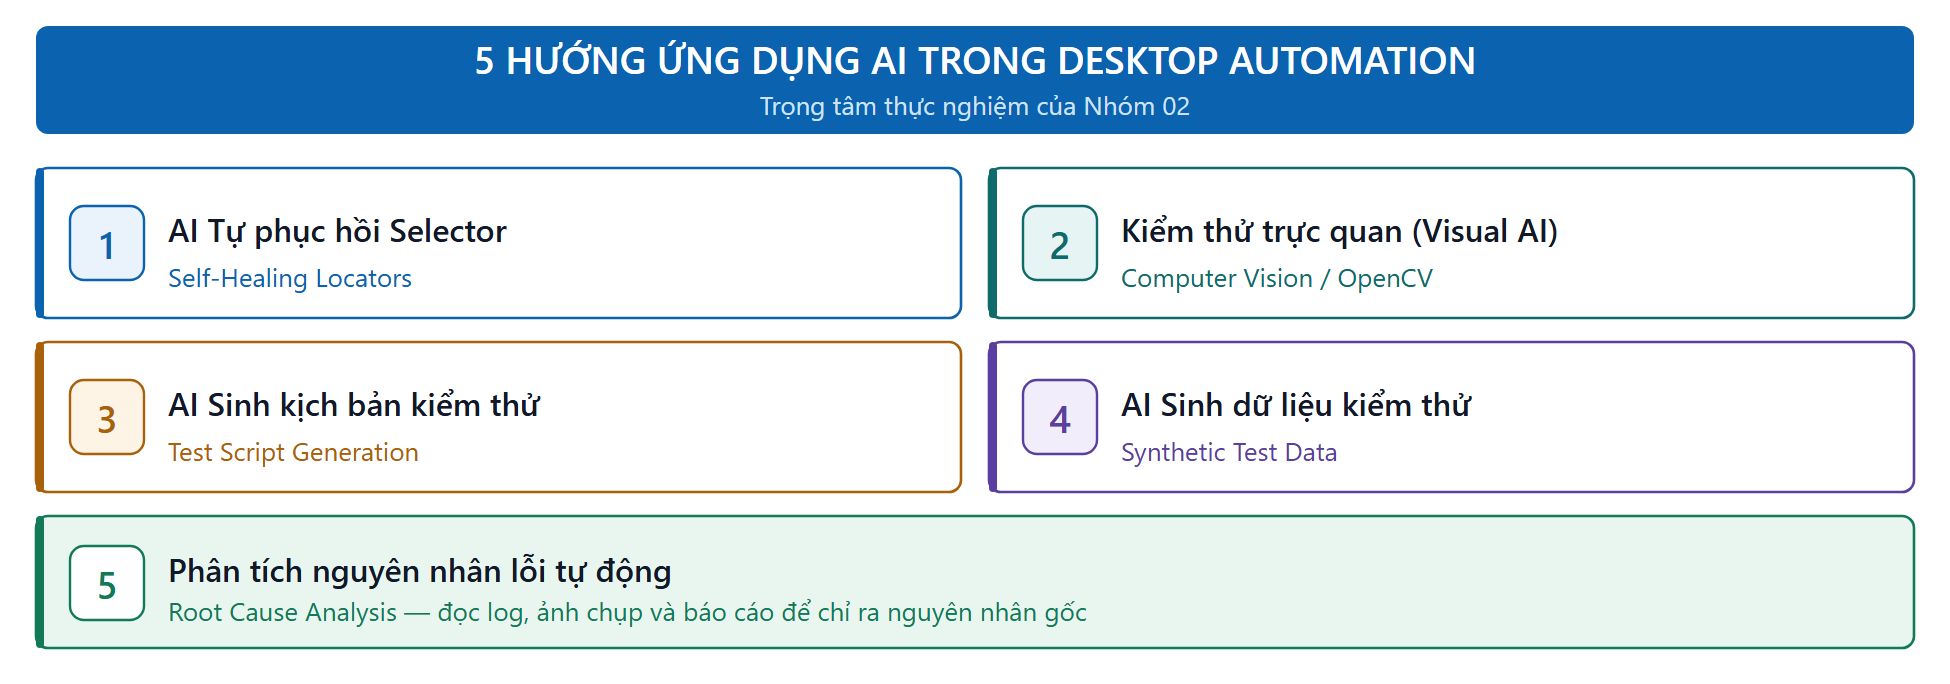 5 HƯỚNG ỨNG DỤNG AI TRONG DESKTOP AUTOMATION
Trọng tâm thực nghiệm của Nhóm 02
1
AI Tự phục hồi Selector
Self-Healing Locators
2
Kiểm thử trực quan (Visual AI)
Computer Vision / OpenCV
3
AI Sinh kịch bản kiểm thử
Test Script Generation
4
AI Sinh dữ liệu kiểm thử
Synthetic Test Data
5
Phân tích nguyên nhân lỗi tự động
Root Cause Analysis — đọc log, ảnh chụp và báo cáo để chỉ ra nguyên nhân gốc